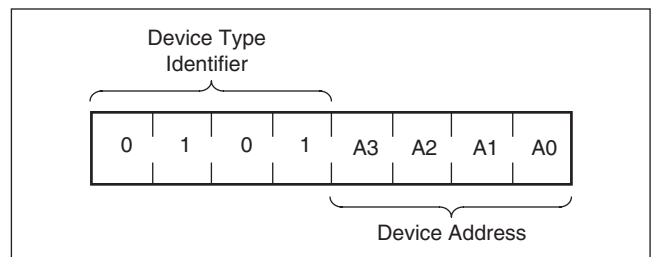 Device Type
Identifier
0 1 0 1 A3 A2 A1 A0
Device Address